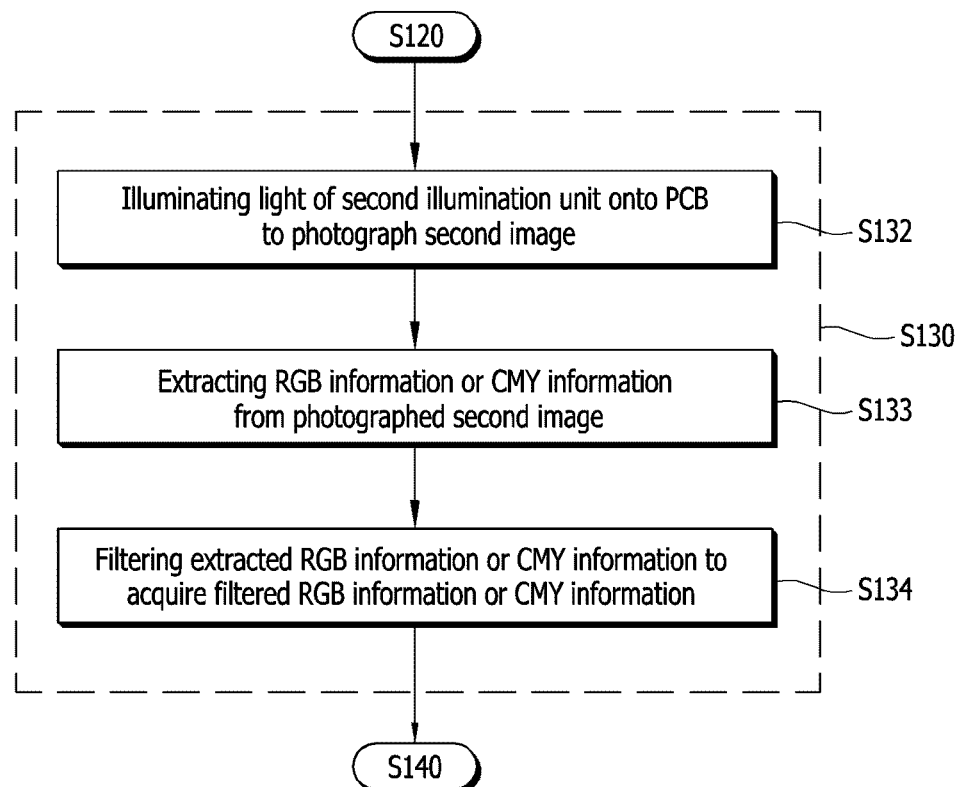 S120
Illuminating light of second illumination unit onto PCB
to photograph second image
S132
S130
Extracting RGB information or CMY information
from photographed second image
S133
Filtering extracted RGB information or CMY information to
acquire filtered RGB information or CMY information
S134
S140